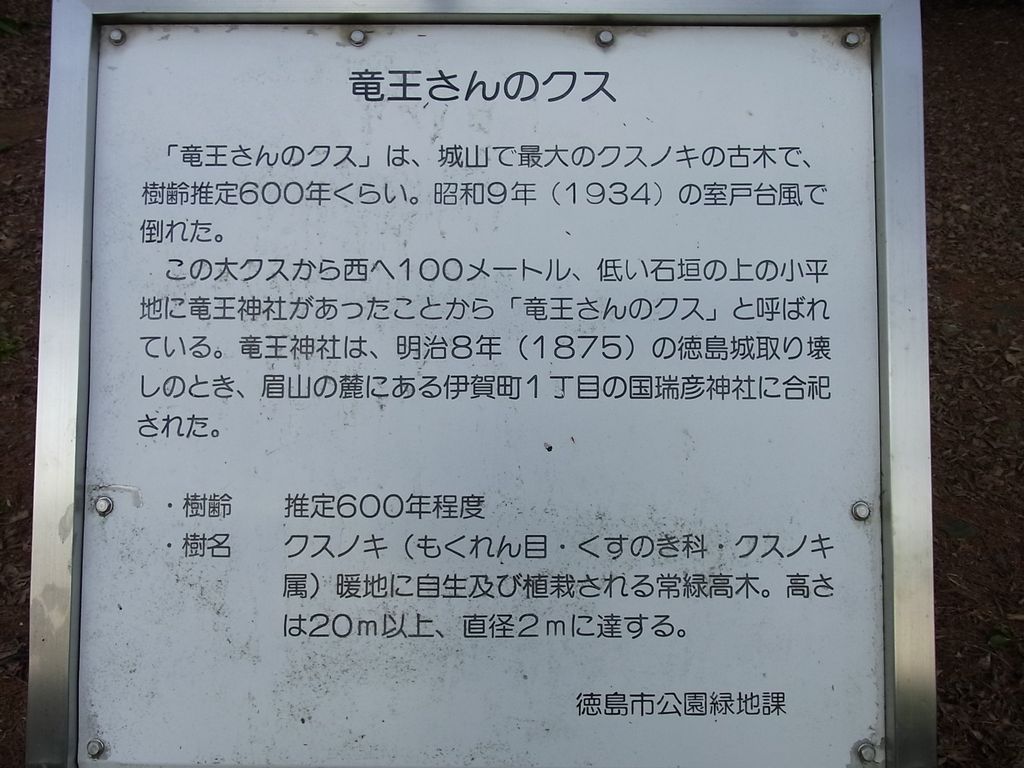 竜王さんのクス
「竜王さんのクス」は、城山で最大のクスノキの古木で、
樹齢推定600年くらい。昭和9年（1934）の室戸台風で
倒れた。
この大クスから西へ100メートル、低い石垣の上の小平
地に竜王神社があったことから「竜王さんのクス」と呼ばれ
ている。竜王神社は、明治8年（1875）の徳島城取り壊
しのとき、眉山の麓にある伊賀町1丁目の国瑞彦神社に合祀
された。
・樹齢　推定600年程度
・樹名　クスノキ（もくれん目・くすのき科・クスノキ
属）暖地に自生及び植栽される常緑高木。高さ
は20m以上、直径2mに達する。
徳島市公園緑地課